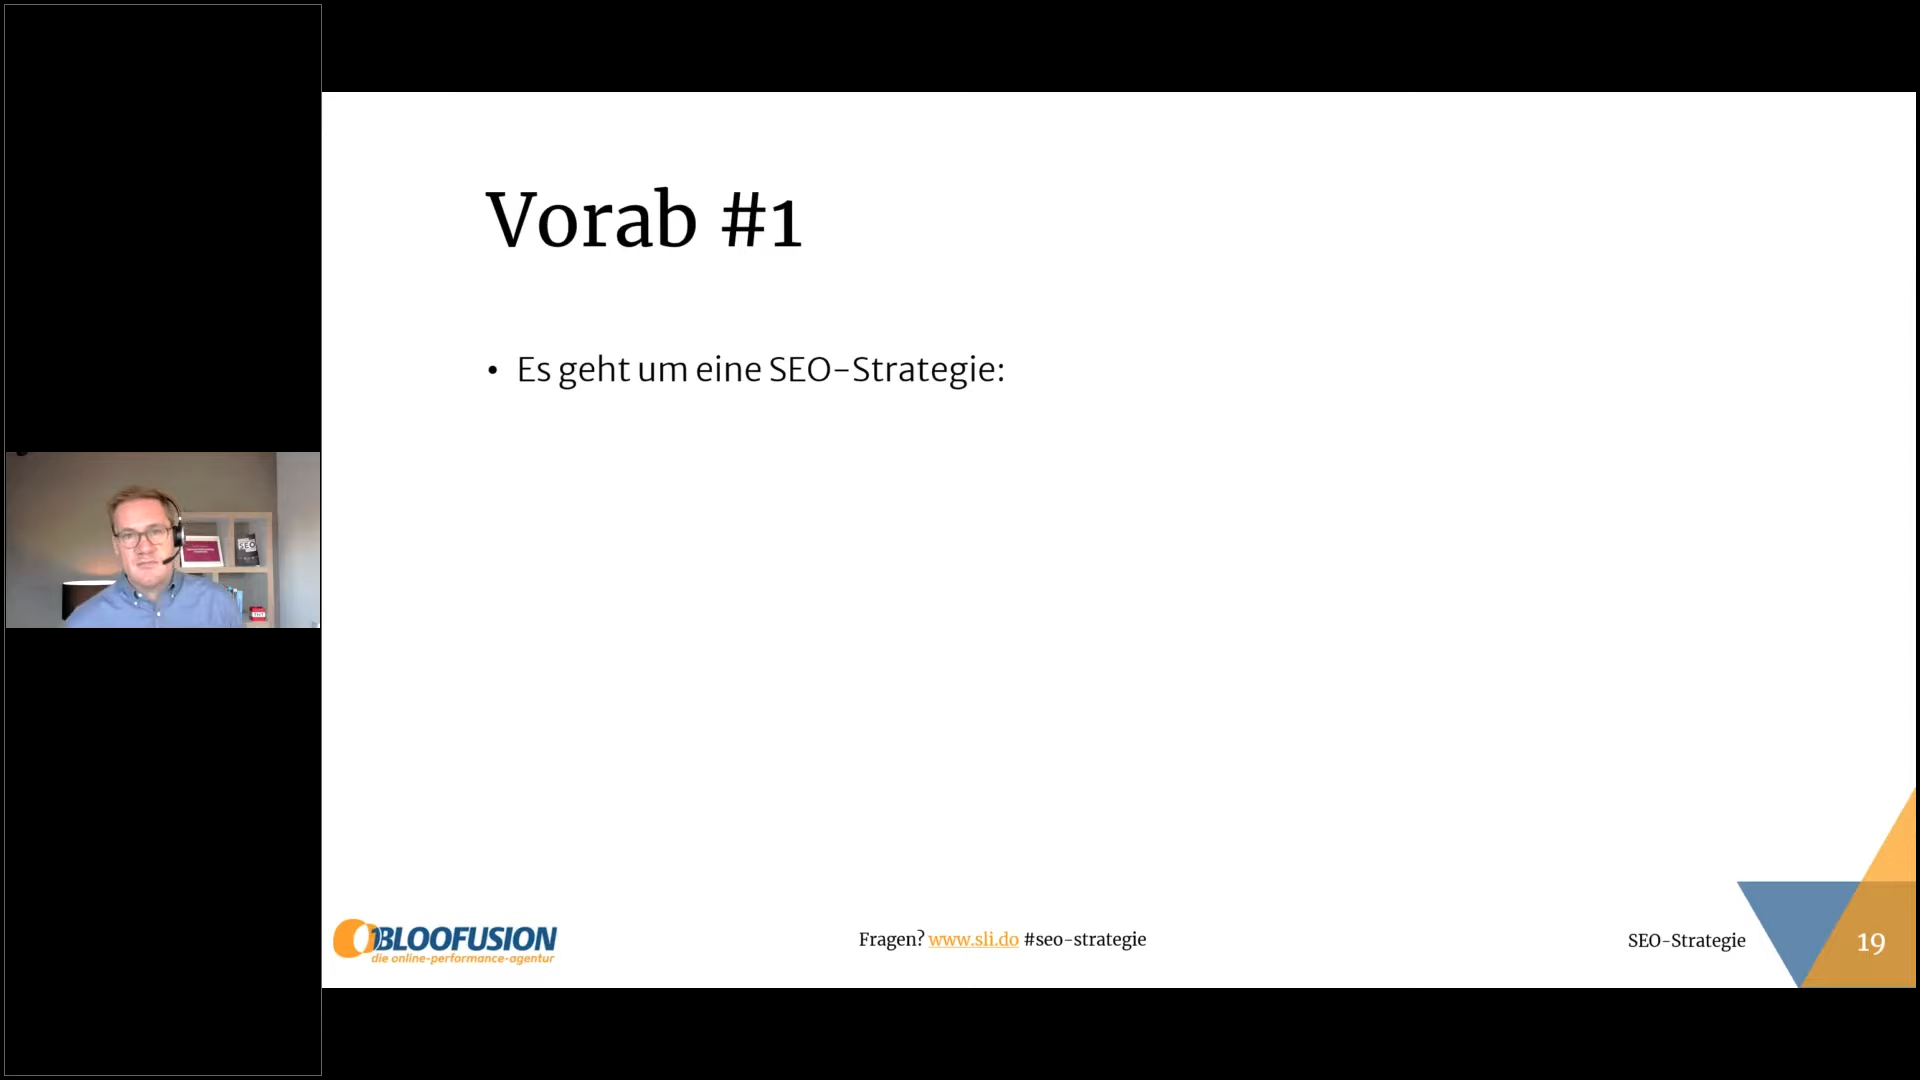 Vorab #1
• Es geht um eine SEO-Strategie:
SEO
BLOOFUSION
die online-performance-agentur
Fragen? www.sli.do #seo-strategie
SEO-Strategie
19